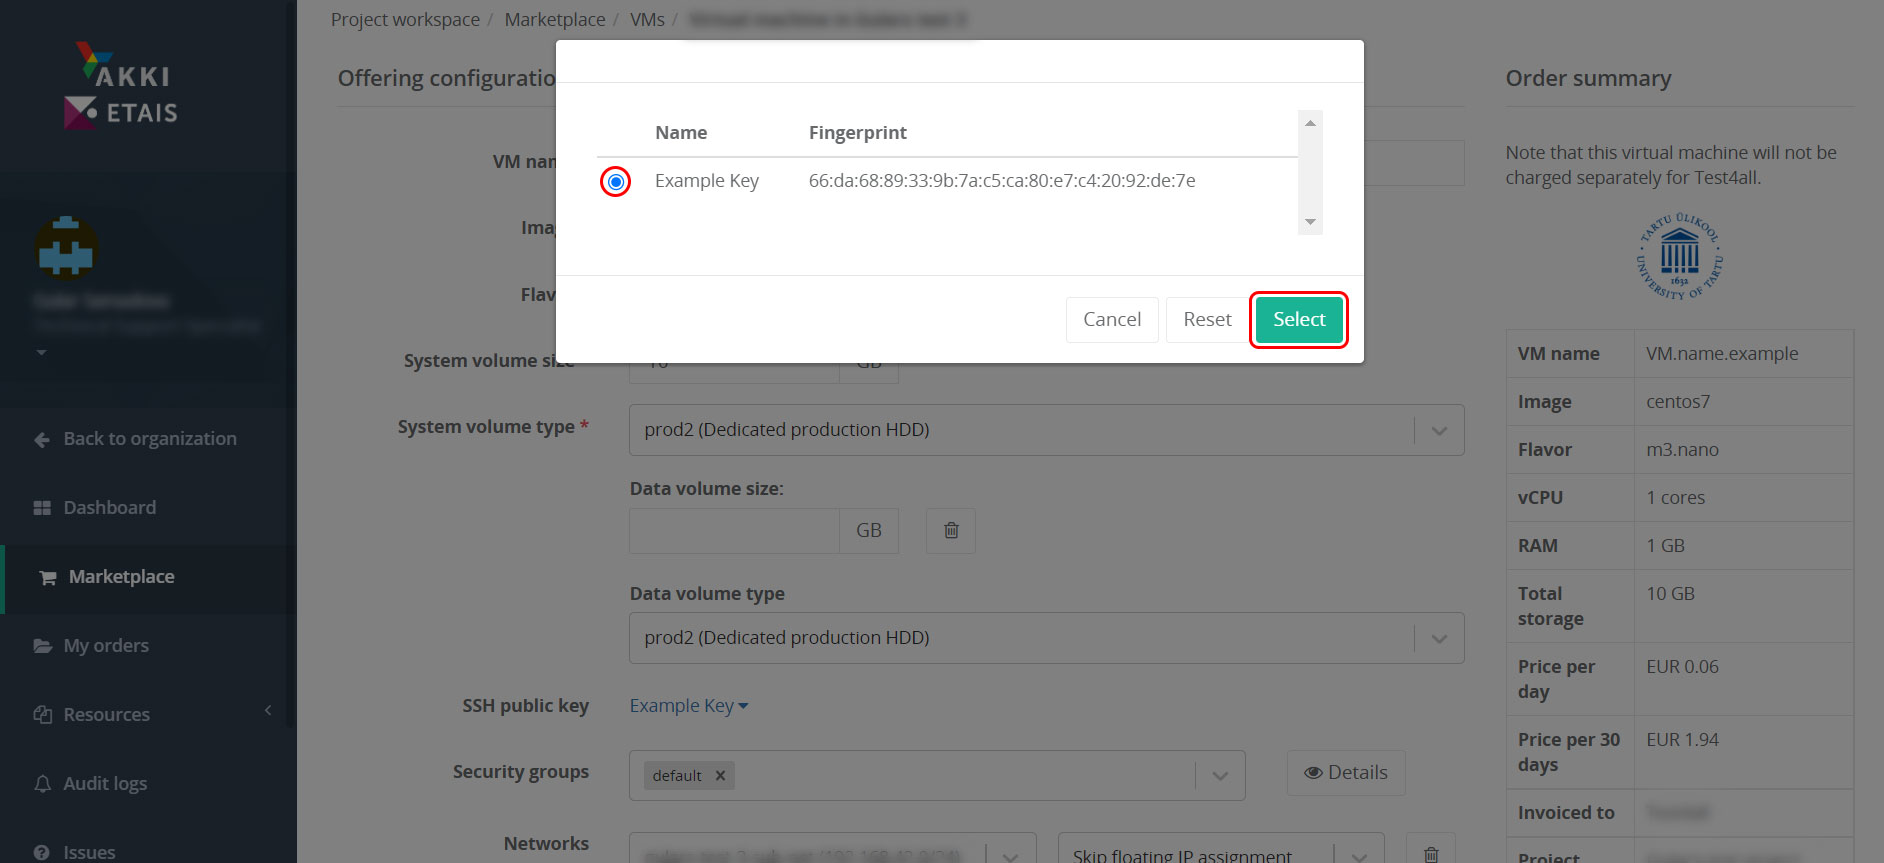 Project workspace / Marketplace / VMs /
AKKI
ETAIS
Back to organization
Dashboard
Marketplace
My orders
Resources
Audit logs
Issues
Offering configuratio
VM nam
Imag
Flav
System volume size
GB
System volume type *
prod2 (Dedicated production HDD)
Data volume size:
GB
Data volume type
prod2 (Dedicated production HDD)
SSH public key
Example Key
Security groups
default ×
Details
Networks
Skip floating IP assignment
Name Fingerprint
Example Key 66:da:68:89:33:9b:7a:c5:ca:80:e7:c4:20:92:de:7e
Cancel Reset Select
Order summary
Note that this virtual machine will not be
charged separately for Test4all.
TARTU ÜLIKOOL
UNIVERSITY OF TARTU
1632
VM name VM.name.example
Image centos7
Flavor m3.nano
vCPU 1 cores
RAM 1 GB
Total
storage
10 GB
Price per
day
EUR 0.06
Price per 30
days
EUR 1.94
Invoiced to
Project